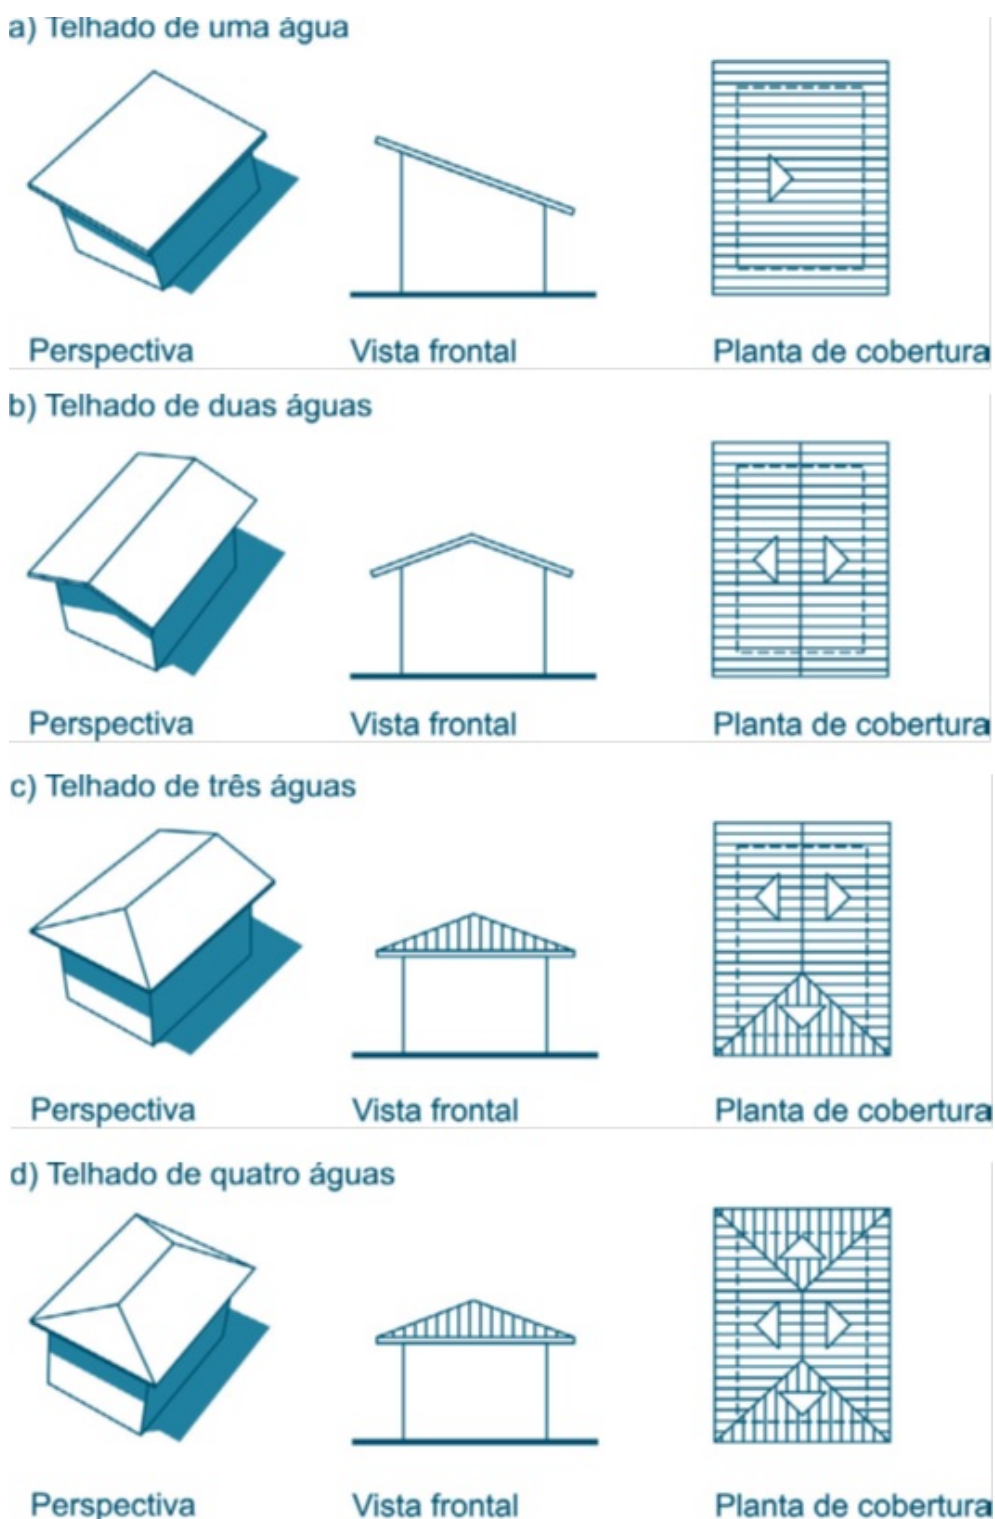 a) Telhado de uma água
Perspectiva Vista frontal Planta de cobertura
b) Telhado de duas águas
Perspectiva Vista frontal Planta de cobertura
c) Telhado de três águas
Perspectiva Vista frontal Planta de cobertura
d) Telhado de quatro águas
Perspectiva Vista frontal Planta de cobertura